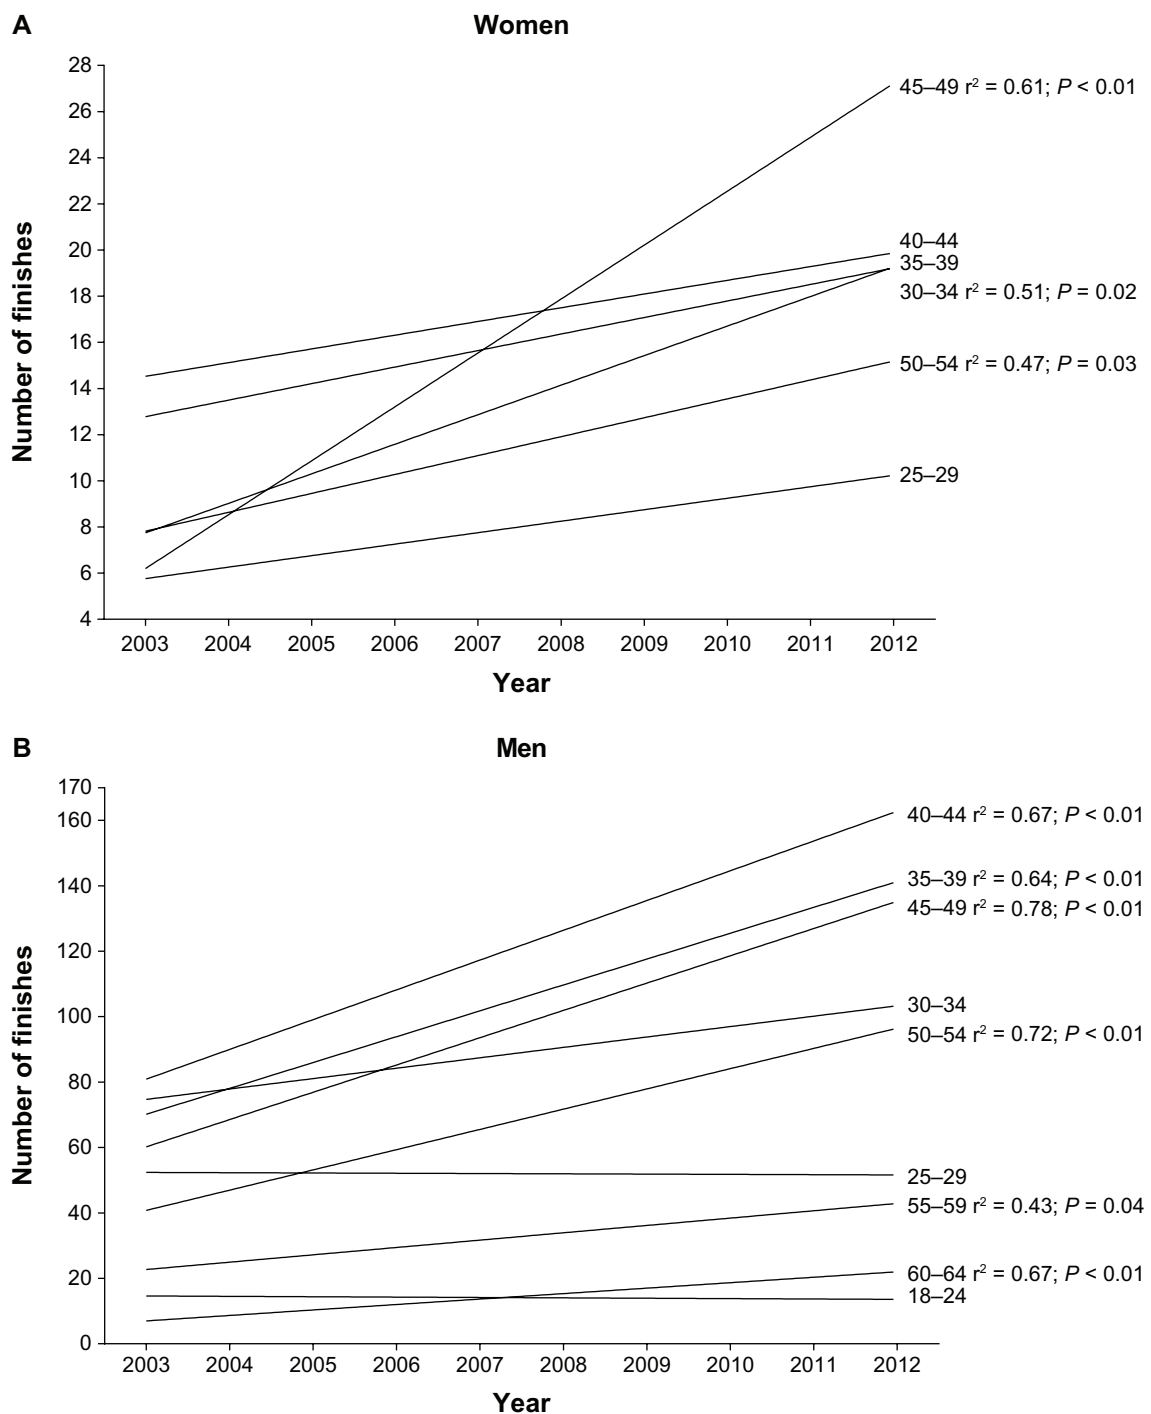 A
Women
Number of finishes
28
26
24
22
20
18
16
14
12
10
8
6
4
45–49 r² = 0.61; P < 0.01
40–44
35–39
30–34 r² = 0.51; P = 0.02
50–54 r² = 0.47; P = 0.03
25–29
2003 2004 2005 2006 2007 2008 2009 2010 2011 2012
Year
B
Men
Number of finishes
170
160
140
120
100
80
60
40
20
0
40–44 r² = 0.67; P < 0.01
35–39 r² = 0.64; P < 0.01
45–49 r² = 0.78; P < 0.01
30–34
50–54 r² = 0.72; P < 0.01
25–29
55–59 r² = 0.43; P = 0.04
60–64 r² = 0.67; P < 0.01
18–24
2003 2004 2005 2006 2007 2008 2009 2010 2011 2012
Year